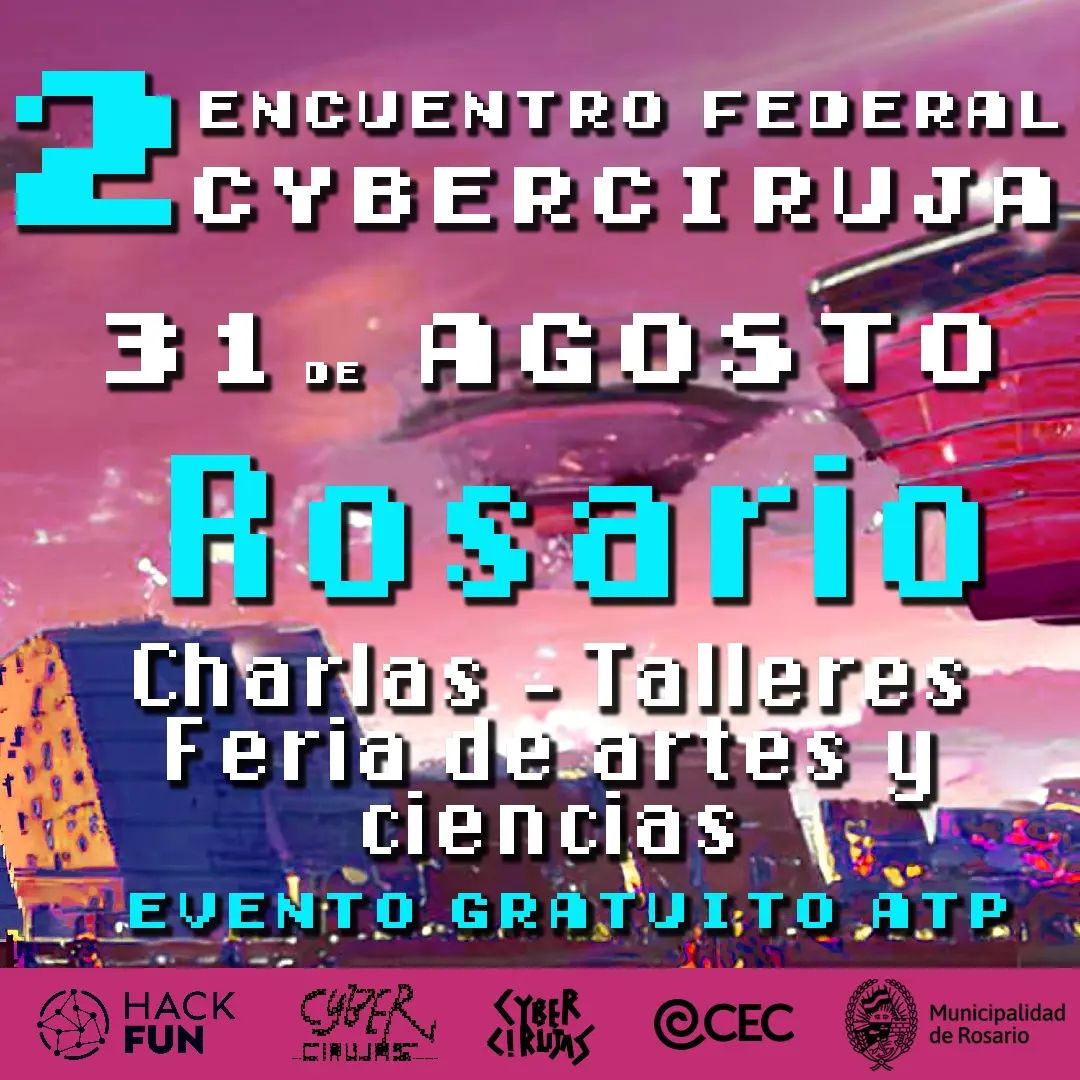 2 ENCUENTRO FEDERAL
CYBERCIRUJA
31 DE AGOSTO
Rosario
Charlas - Talleres
Feria de artes y
ciencias
EVENTO GRATUITO ATP
HACK
FUN
CYBER
CIRUJAS
CYBER
C!RUJAS
CEC
Municipalidad
de Rosario